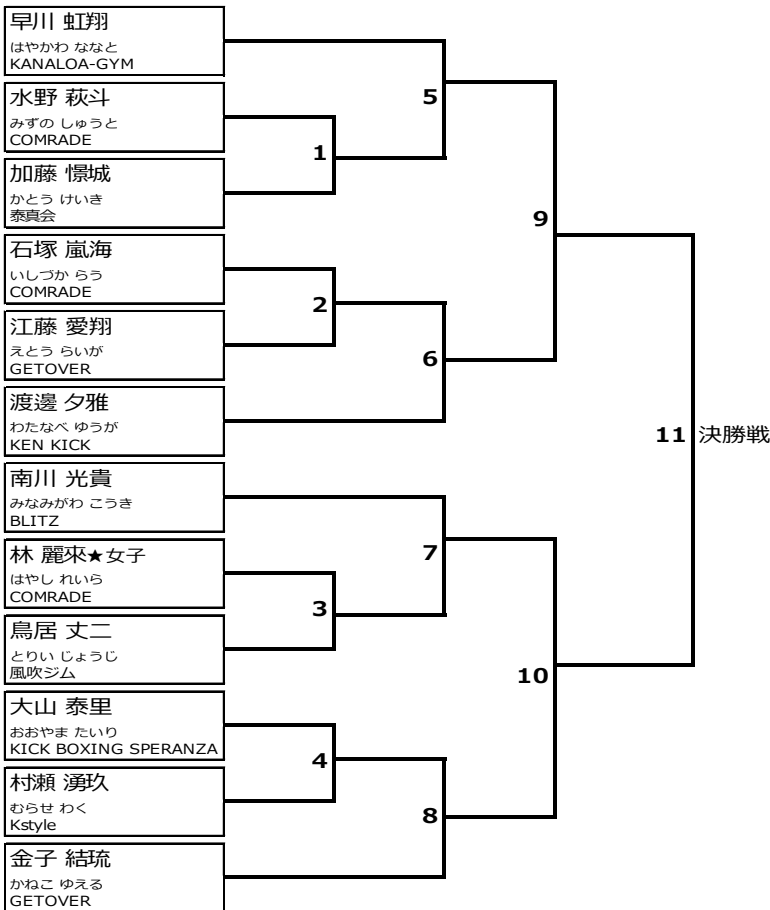 早川 虹翔
はやかわ ななと
KANALOA-GYM
水野 萩斗
みずの しゅうと
COMRADE
加藤 憬城
かとう けいき
泰真会
石塚 嵐海
いしづか らう
COMRADE
江藤 愛翔
えとう らいが
GETOVER
渡邊 夕雅
わたなべ ゆうが
KEN KICK
南川 光貴
みなみがわ こうき
BLITZ
林 麗來★女子
はやし れいら
COMRADE
鳥居 丈二
とりい じょうじ
風吹ジム
大山 泰里
おおやま たいり
KICK BOXING SPERANZA
村瀬 湧玖
むらせ わく
Kstyle
金子 結琉
かねこ ゆえる
GETOVER
1
2
3
4
5
6
7
8
9
10
11 決勝戦